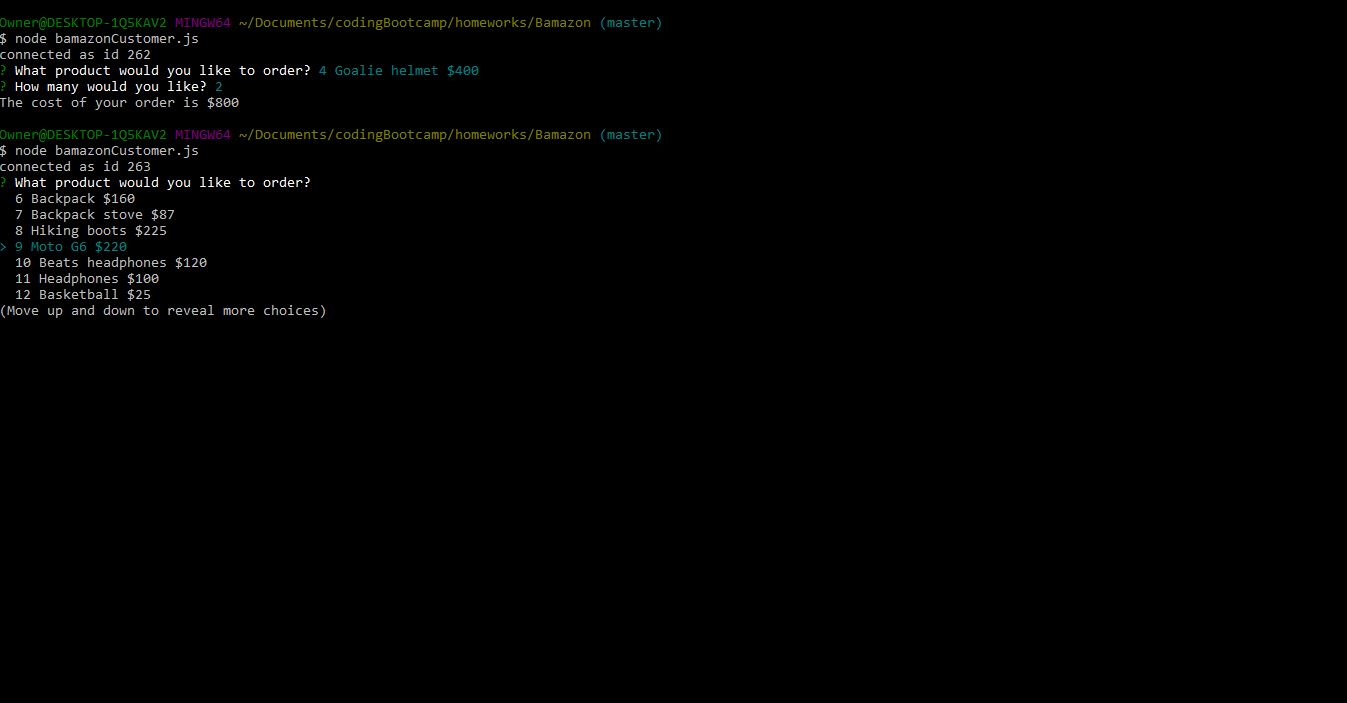 Owner@DESKTOP-1Q5KAV2 MINGW64 ~/Documents/codingBootcamp/homeworks/Bamazon (master)
$ node bamazonCustomer.js
connected as id 262
? What product would you like to order? 4 Goalie helmet $400
? How many would you like? 2
The cost of your order is $800
Owner@DESKTOP-1Q5KAV2 MINGW64 ~/Documents/codingBootcamp/homeworks/Bamazon (master)
$ node bamazonCustomer.js
connected as id 263
? What product would you like to order?
6 Backpack $160
7 Backpack stove $87
8 Hiking boots $225
> 9 Moto G6 $220
10 Beats headphones $120
11 Headphones $100
12 Basketball $25
(Move up and down to reveal more choices)